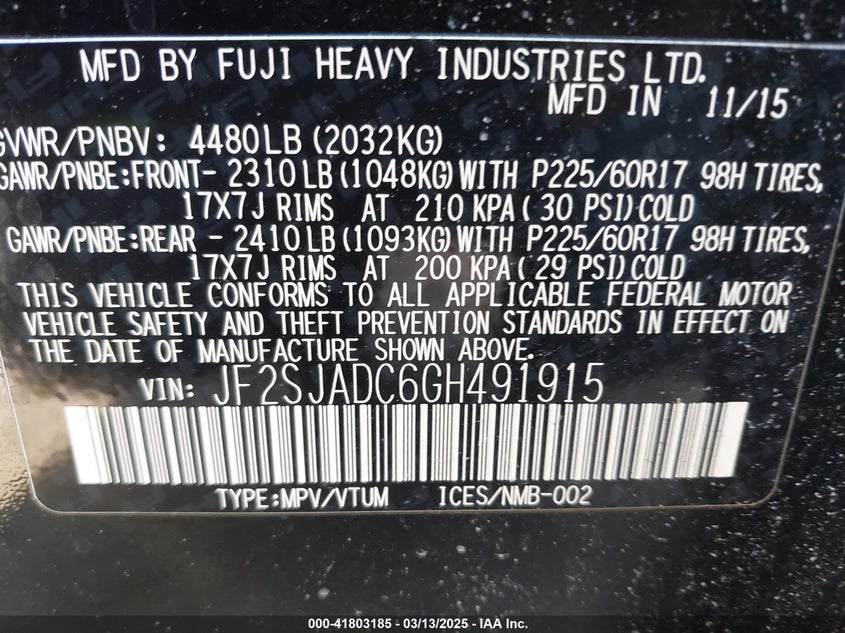 MFD BY FUJI HEAVY INDUSTRIES LTD.
MFD IN 11/15
GVWR/PNBV: 4480LB (2032KG)
GAWR/PNBE:FRONT- 2310 LB (1048KG) WITH P225/60R17 98H TIRES,
17X7J RIMS AT 210 KPA (30 PSI) COLD
GAWR/PNBE:REAR - 2410 LB (1093KG) WITH P225/60R17 98H TIRES,
17X7J RIMS AT 200 KPA (29 PSI) COLD
THIS VEHICLE CONFORMS TO ALL APPLICABLE FEDERAL MOTOR
VEHICLE SAFETY AND THEFT PREVENTION STANDARDS IN EFFECT ON
THE DATE OF MANUFACTURE SHOWN ABOVE.
VIN: JF2SJADC6GH491915
TYPE:MPV/VTUM ICES/NMB-002
000-41803185 - 03/13/2025 - IAA Inc.